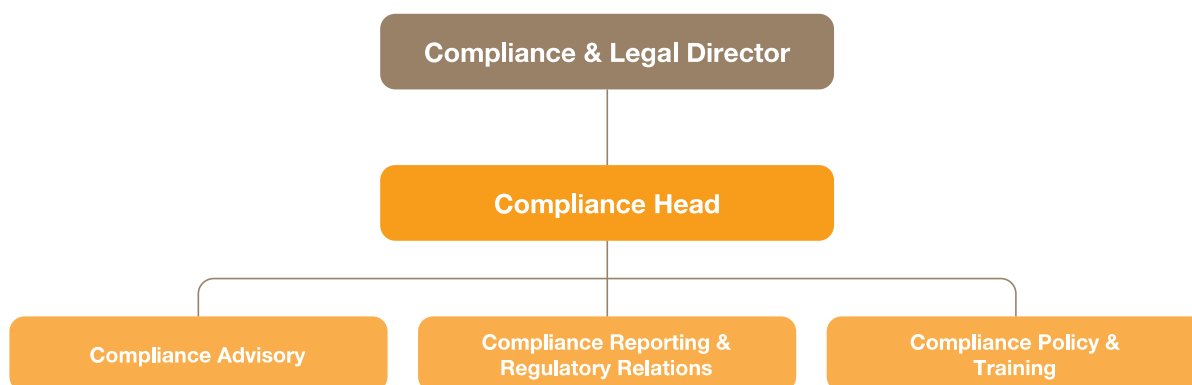 Compliance & Legal Director
Compliance Head
Compliance Advisory
Compliance Reporting &
Regulatory Relations
Compliance Policy &
Training